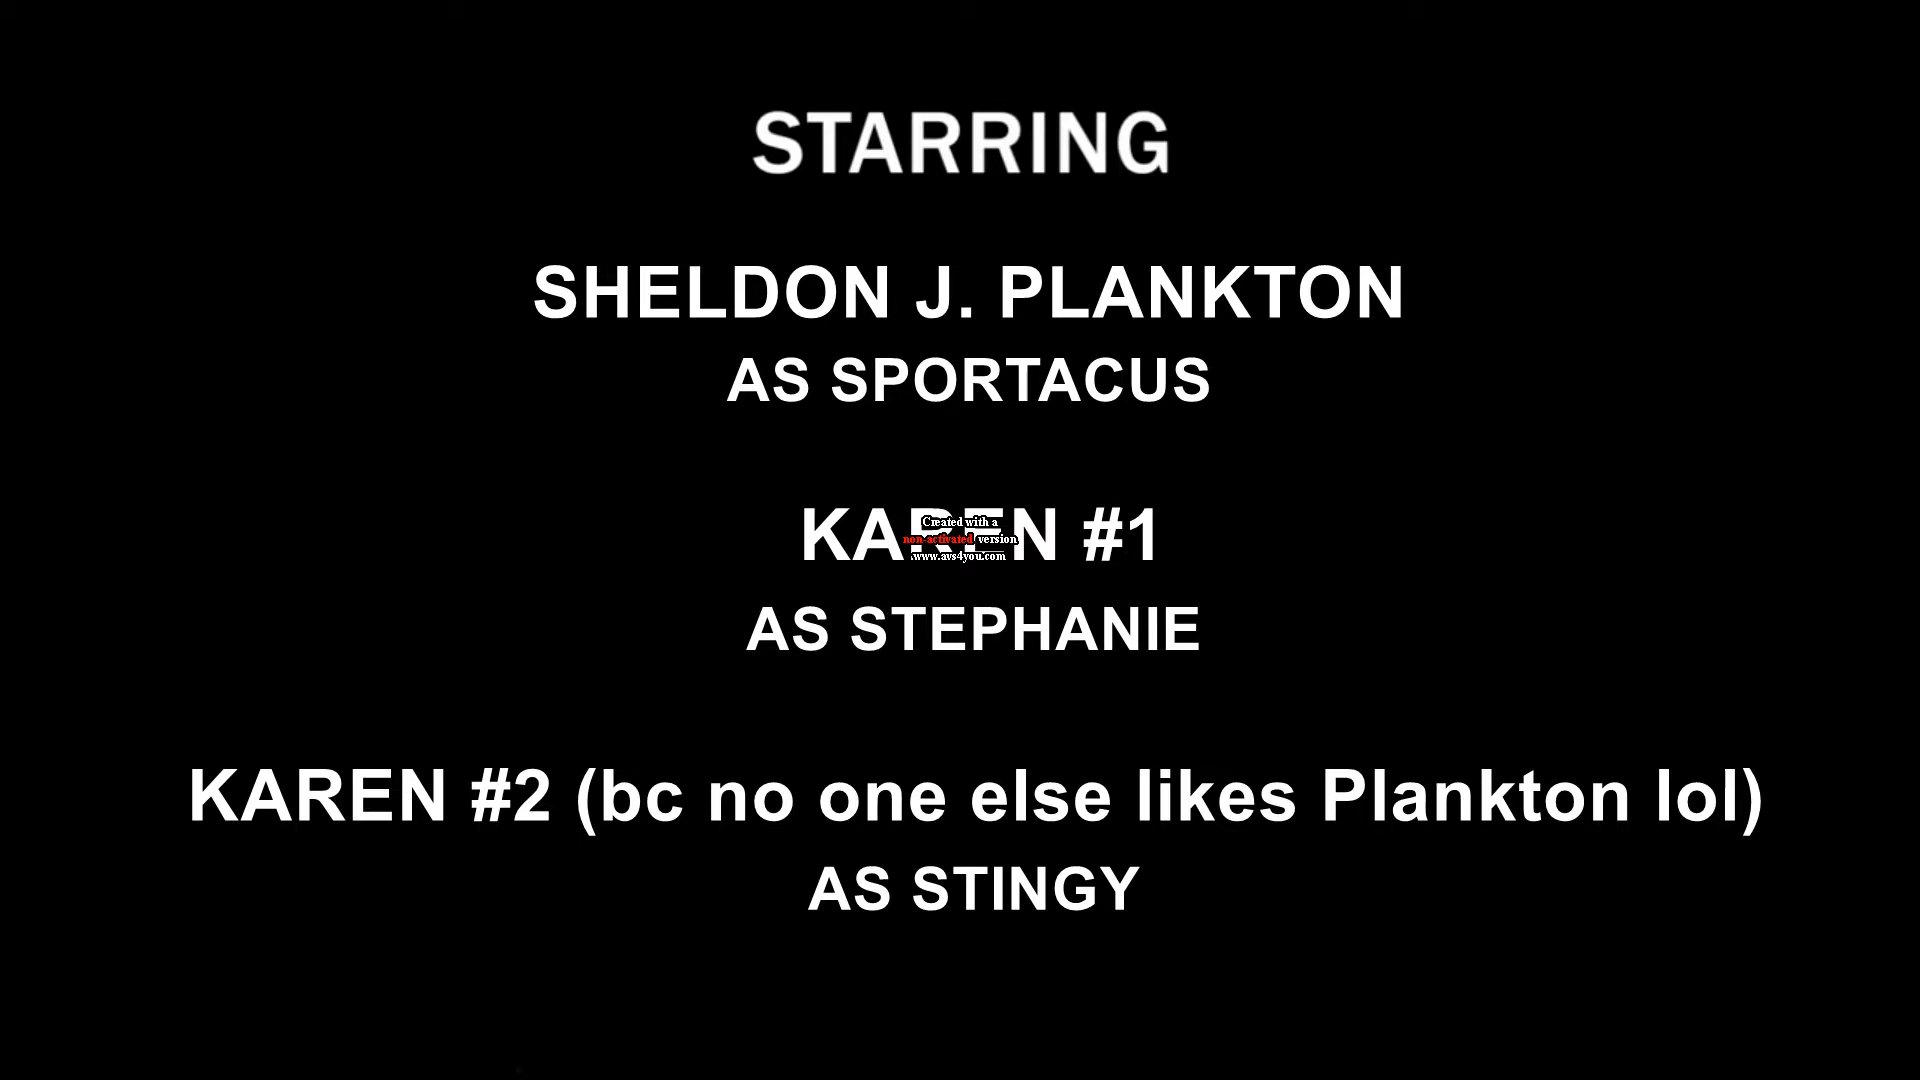 STARRING
SHELDON J. PLANKTON
AS SPORTACUS
KAREN #1
Created with a
non-activated version
www.avs4you.com
AS STEPHANIE
KAREN #2 (bc no one else likes Plankton lol)
AS STINGY